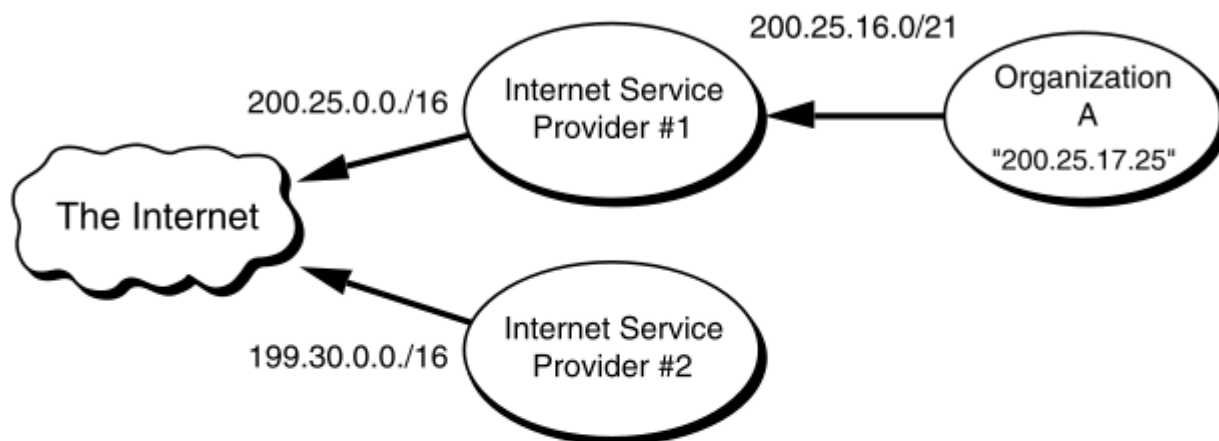 200.25.16.0/21
Internet Service
Provider #1
Organization
A
"200.25.17.25"
200.25.0.0./16
The Internet
Internet Service
Provider #2
199.30.0.0./16